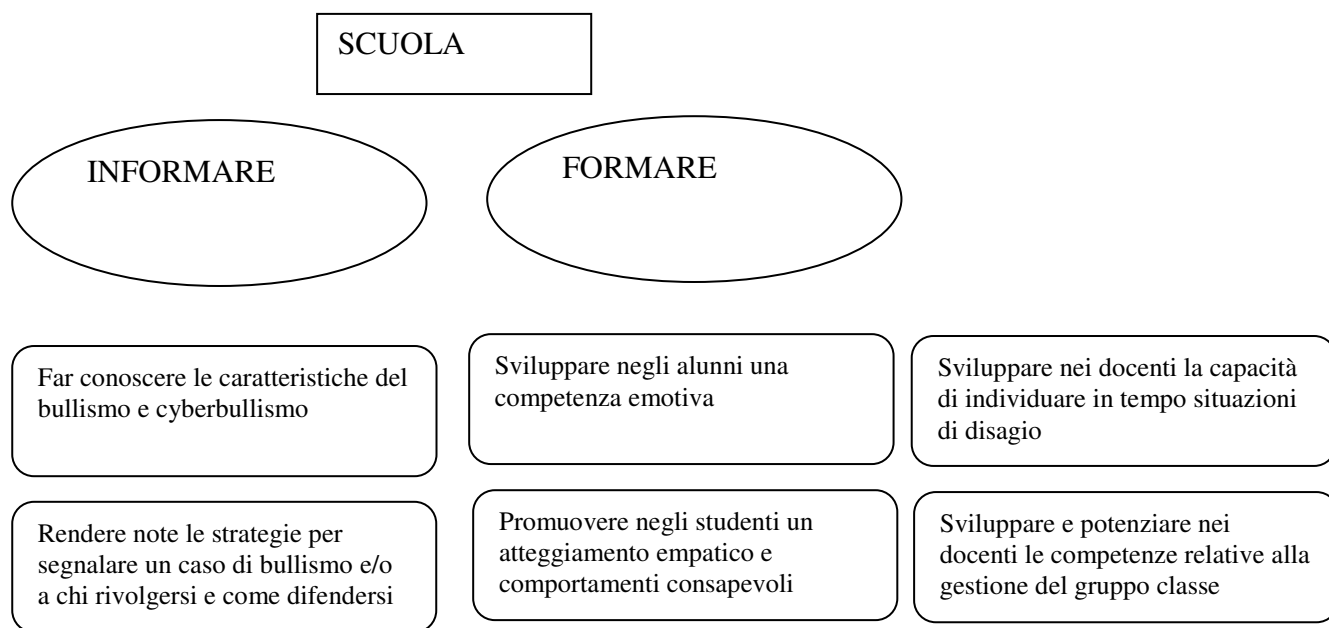 SCUOLA
INFORMARE
FORMARE
Far conoscere le caratteristiche del
bullismo e cyberbullismo
Sviluppare negli alunni una
competenza emotiva
Sviluppare nei docenti la capacità
di individuare in tempo situazioni
di disagio
Rendere note le strategie per
segnalare un caso di bullismo e/o
a chi rivolgersi e come difendersi
Promuovere negli studenti un
atteggiamento empatico e
comportamenti consapevoli
Sviluppare e potenziare nei
docenti le competenze relative alla
gestione del gruppo classe